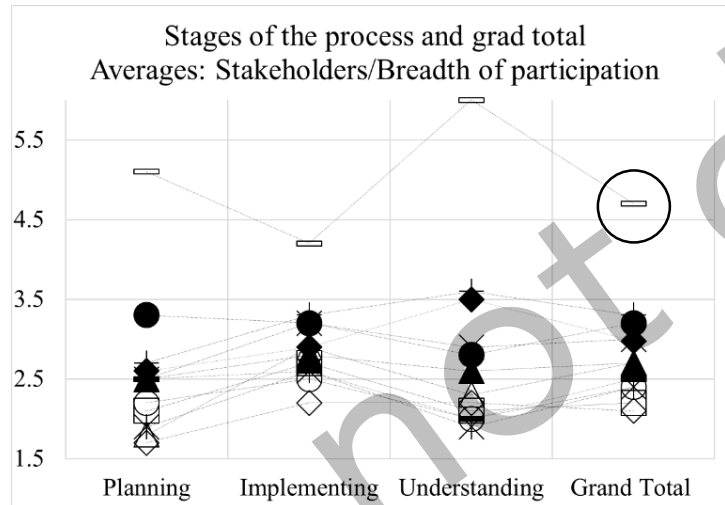 Stages of the process and grad total
Averages: Stakeholders/Breadth of participation
5.5
4.5
3.5
2.5
1.5
Planning Implementing Understanding Grand Total
not